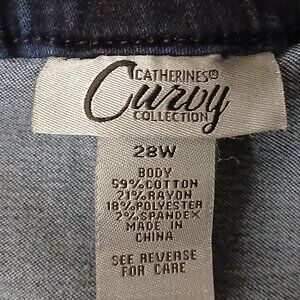 CATHERINES®
Curvy
COLLECTION
28W
BODY
59%COTTON
21%RAYON
18%POLYESTER
2%SPANDEX
MADE IN
CHINA
SEE REVERSE
FOR CARE